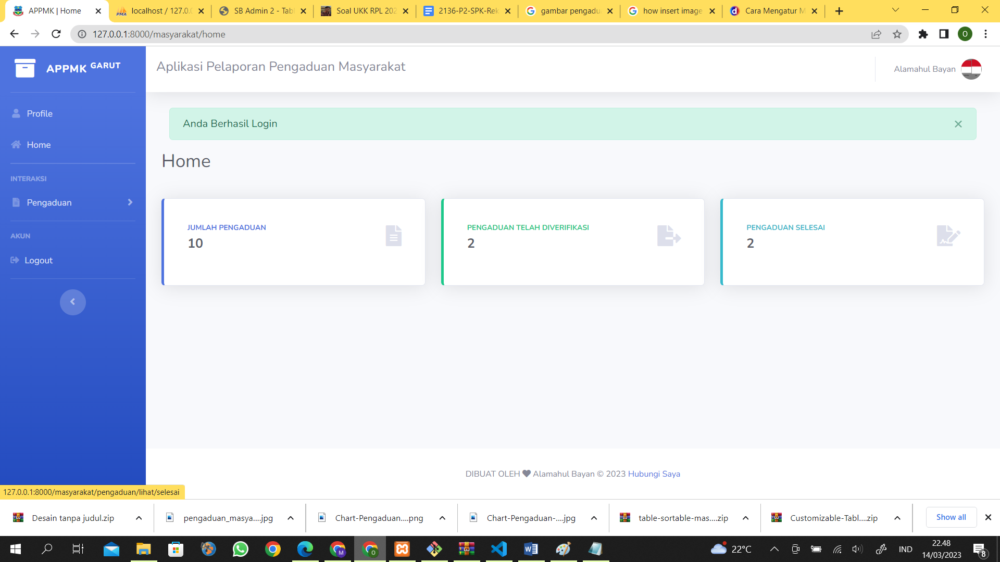 APPMK | Home
localhost / 127.0.0
SB Admin 2 - Tab
Soal UKK RPL 202
2136-P2-SPK-Rek
gambar pengadu
how insert image
Cara Mengatur M
127.0.0.1:8000/masyarakat/home
O
APPMK GARUT
Aplikasi Pelaporan Pengaduan Masyarakat
Alamahul Bayan
Profile
Home
INTERAKSI
Pengaduan
AKUN
Logout
Anda Berhasil Login
Home
JUMLAH PENGADUAN
10
PENGADUAN TELAH DIVERIFIKASI
2
PENGADUAN SELESAI
2
DIBUAT OLEH Alamahul Bayan © 2023 Hubungi Saya
127.0.0.1:8000/masyarakat/pengaduan/lihat/selesai
Desain tanpa judul.zip
pengaduan_masya....jpg
Chart-Pengaduan....png
Chart-Pengaduan-....jpg
table-sortable-mas....zip
Customizable-Tabl....zip
Show all
22°C
IND
22.48
14/03/2023
8